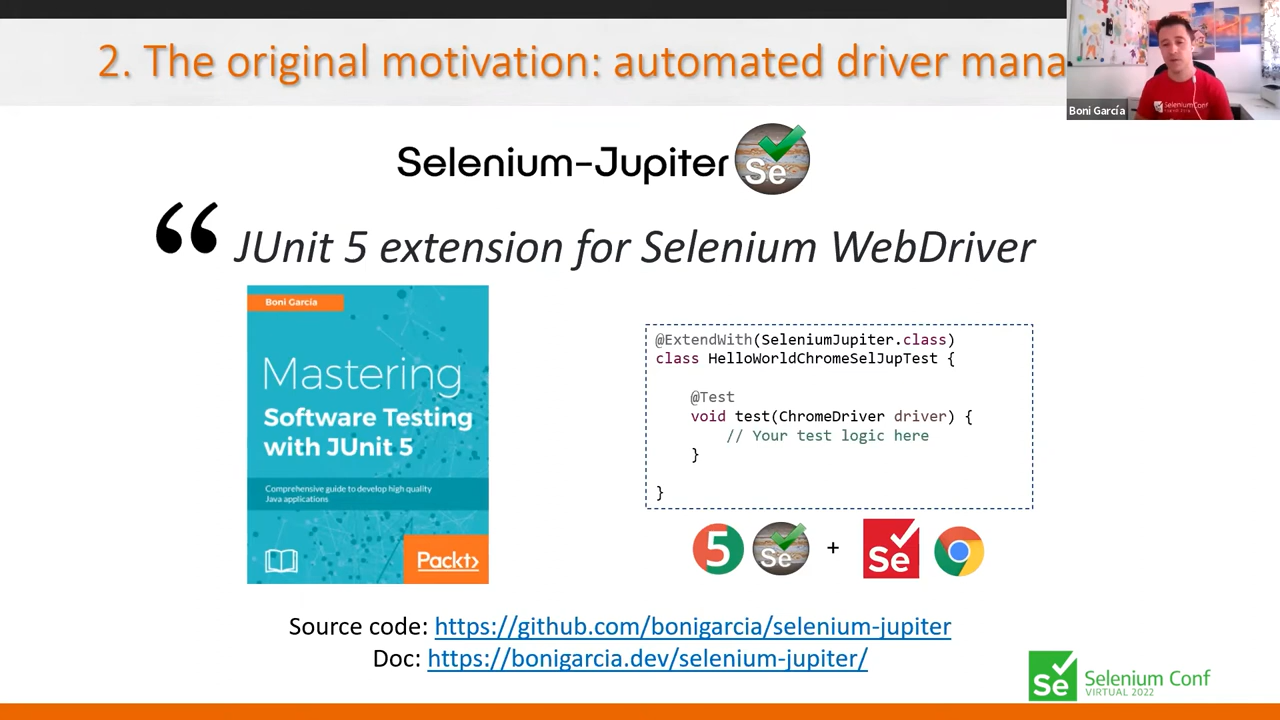 2. The original motivation: automated driver mana
Boni García
Selenium-Jupiter
Se
“ JUnit 5 extension for Selenium WebDriver
Boni García
Mastering
Software Testing
with JUnit 5
Comprehensive guide to develop high quality
Java applications
Packt>
@ExtendWith(SeleniumJupiter.class)
class HelloWorldChromeSelJupTest {
@Test
void test(ChromeDriver driver) {
// Your test logic here
}
}
5 Se + Se
Source code: https://github.com/bonigarcia/selenium-jupiter
Doc: https://bonigarcia.dev/selenium-jupiter/
Se Selenium Conf
VIRTUAL 2022